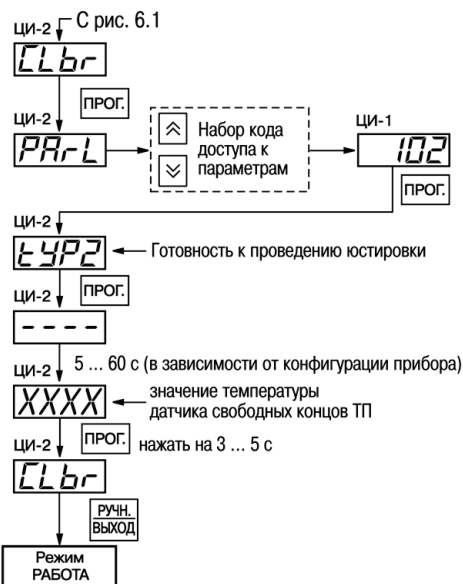 С рис. 6.1
ЦИ-2
CLbr
ПРОГ.
ЦИ-2
PArL
Набор кода
доступа к
параметрам
ЦИ-1
102
ПРОГ.
ЦИ-2
tYP2
Готовность к проведению юстировки
ЦИ-2
ПРОГ.
- - - -
5 ... 60 с (в зависимости от конфигурации прибора)
ЦИ-2
XXXX
значение температуры
датчика свободных концов ТП
ЦИ-2
ПРОГ.
нажать на 3 ... 5 с
CLbr
РУЧН.
ВЫХОД
Режим
РАБОТА